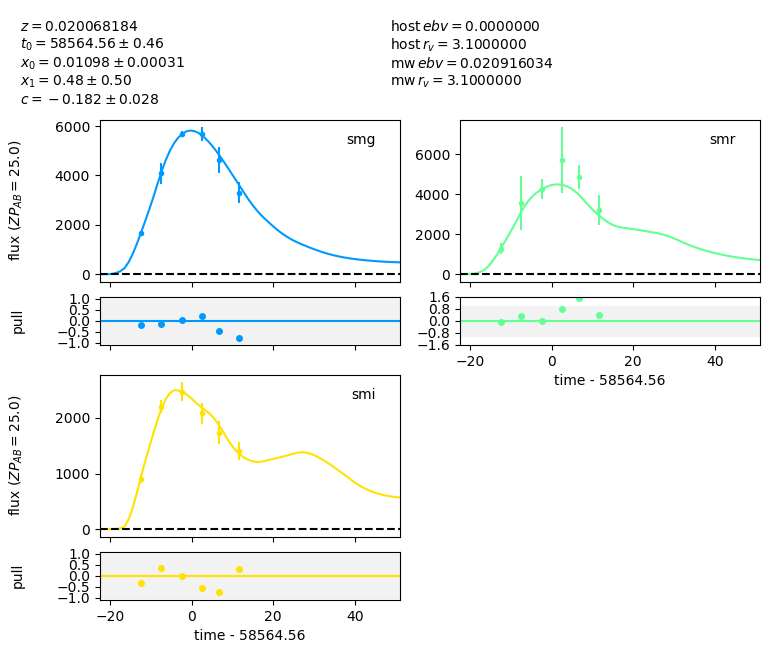 z = 0.020068184
t₀ = 58564.56 ± 0.46
x₀ = 0.01098 ± 0.00031
x₁ = 0.48 ± 0.50
c = −0.182 ± 0.028
host ebv = 0.0000000
host r_v = 3.1000000
mw ebv = 0.020916034
mw r_v = 3.1000000
flux (ZP_AB = 25.0)
6000
4000
2000
0
smg
6000
4000
2000
0
smr
pull
1.0
0.5
0.0
−0.5
−1.0
1.6
0.8
0.0
−0.8
−1.6
−20
0
20
40
time - 58564.56
flux (ZP_AB = 25.0)
2000
1000
0
smi
pull
1.0
0.5
0.0
−0.5
−1.0
−20
0
20
40
time - 58564.56